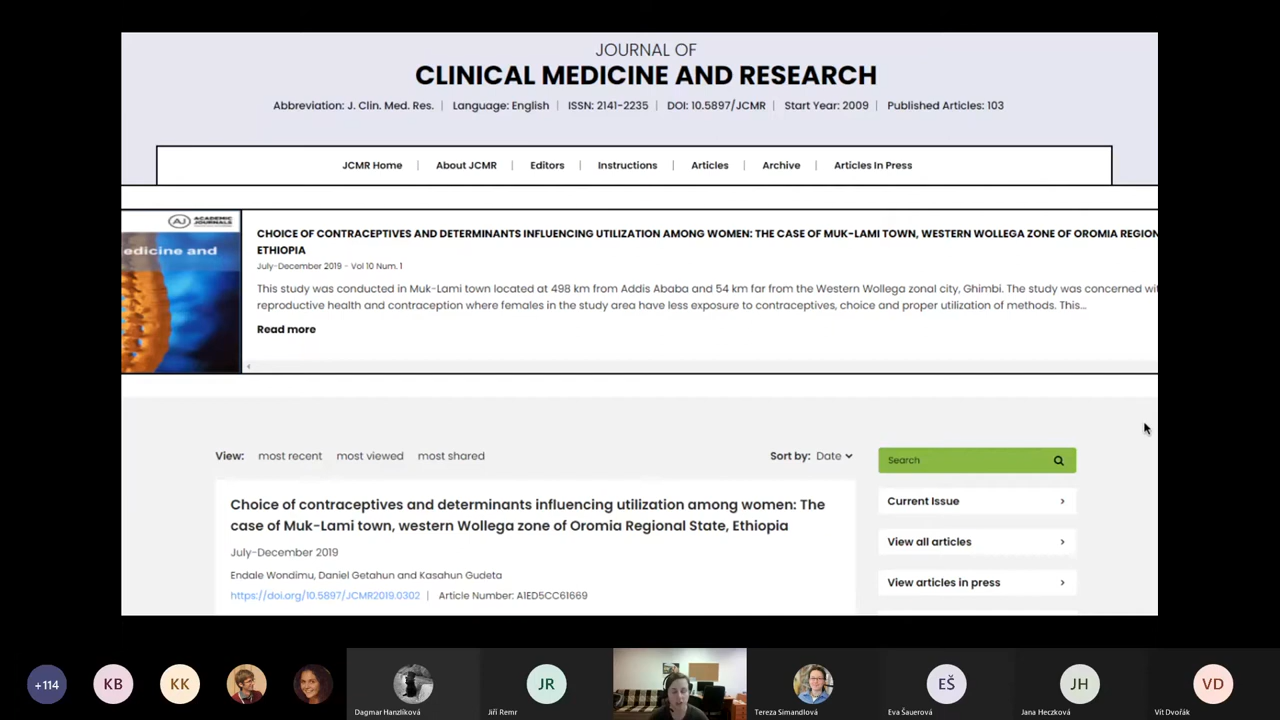 JOURNAL OF
CLINICAL MEDICINE AND RESEARCH
Abbreviation: J. Clin. Med. Res. | Language: English | ISSN: 2141-2235 | DOI: 10.5897/JCMR | Start Year: 2009 | Published Articles: 103
JCMR Home | About JCMR | Editors | Instructions | Articles | Archive | Articles In Press
AJ ACADEMIC JOURNALS
edicine and
CHOICE OF CONTRACEPTIVES AND DETERMINANTS INFLUENCING UTILIZATION AMONG WOMEN: THE CASE OF MUK-LAMI TOWN, WESTERN WOLLEGA ZONE OF OROMIA REGION
ETHIOPIA
July-December 2019 - Vol 10 Num. 1
This study was conducted in Muk-Lami town located at 498 km from Addis Ababa and 54 km far from the Western Wollega zonal city, Ghimbi. The study was concerned wit
reproductive health and contraception where females in the study area have less exposure to contraceptives, choice and proper utilization of methods. This...
Read more
View: most recent most viewed most shared
Sort by: Date
Search
Choice of contraceptives and determinants influencing utilization among women: The
case of Muk-Lami town, western Wollega zone of Oromia Regional State, Ethiopia
July-December 2019
Endale Wondimu, Daniel Getahun and Kasahun Gudeta
https://doi.org/10.5897/JCMR2019.0302 | Article Number: A1ED5CC61669
Current Issue
View all articles
View articles in press
+114
KB
KK
Dagmar Hanzlíková
JR
Jiří Remr
Tereza Simandlová
EŠ
Eva Šauerová
JH
Jana Heczková
VD
Vít Dvořák